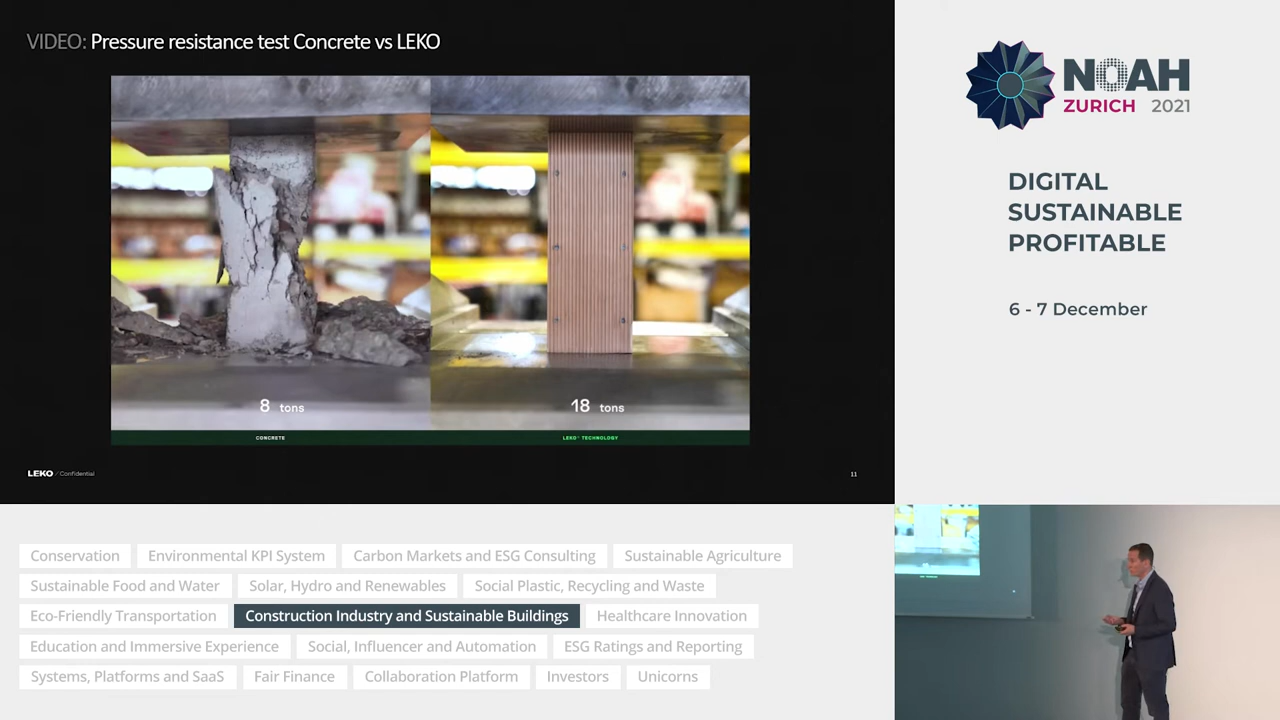 VIDEO: Pressure resistance test Concrete vs LEKO
8 tons
18 tons
CONCRETE
LEKO® TECHNOLOGY
LEKO / Confidential
11
NOAH
ZURICH 2021
DIGITAL
SUSTAINABLE
PROFITABLE
6 - 7 December
Conservation Environmental KPI System Carbon Markets and ESG Consulting Sustainable Agriculture
Sustainable Food and Water Solar, Hydro and Renewables Social Plastic, Recycling and Waste
Eco-Friendly Transportation Construction Industry and Sustainable Buildings Healthcare Innovation
Education and Immersive Experience Social, Influencer and Automation ESG Ratings and Reporting
Systems, Platforms and SaaS Fair Finance Collaboration Platform Investors Unicorns